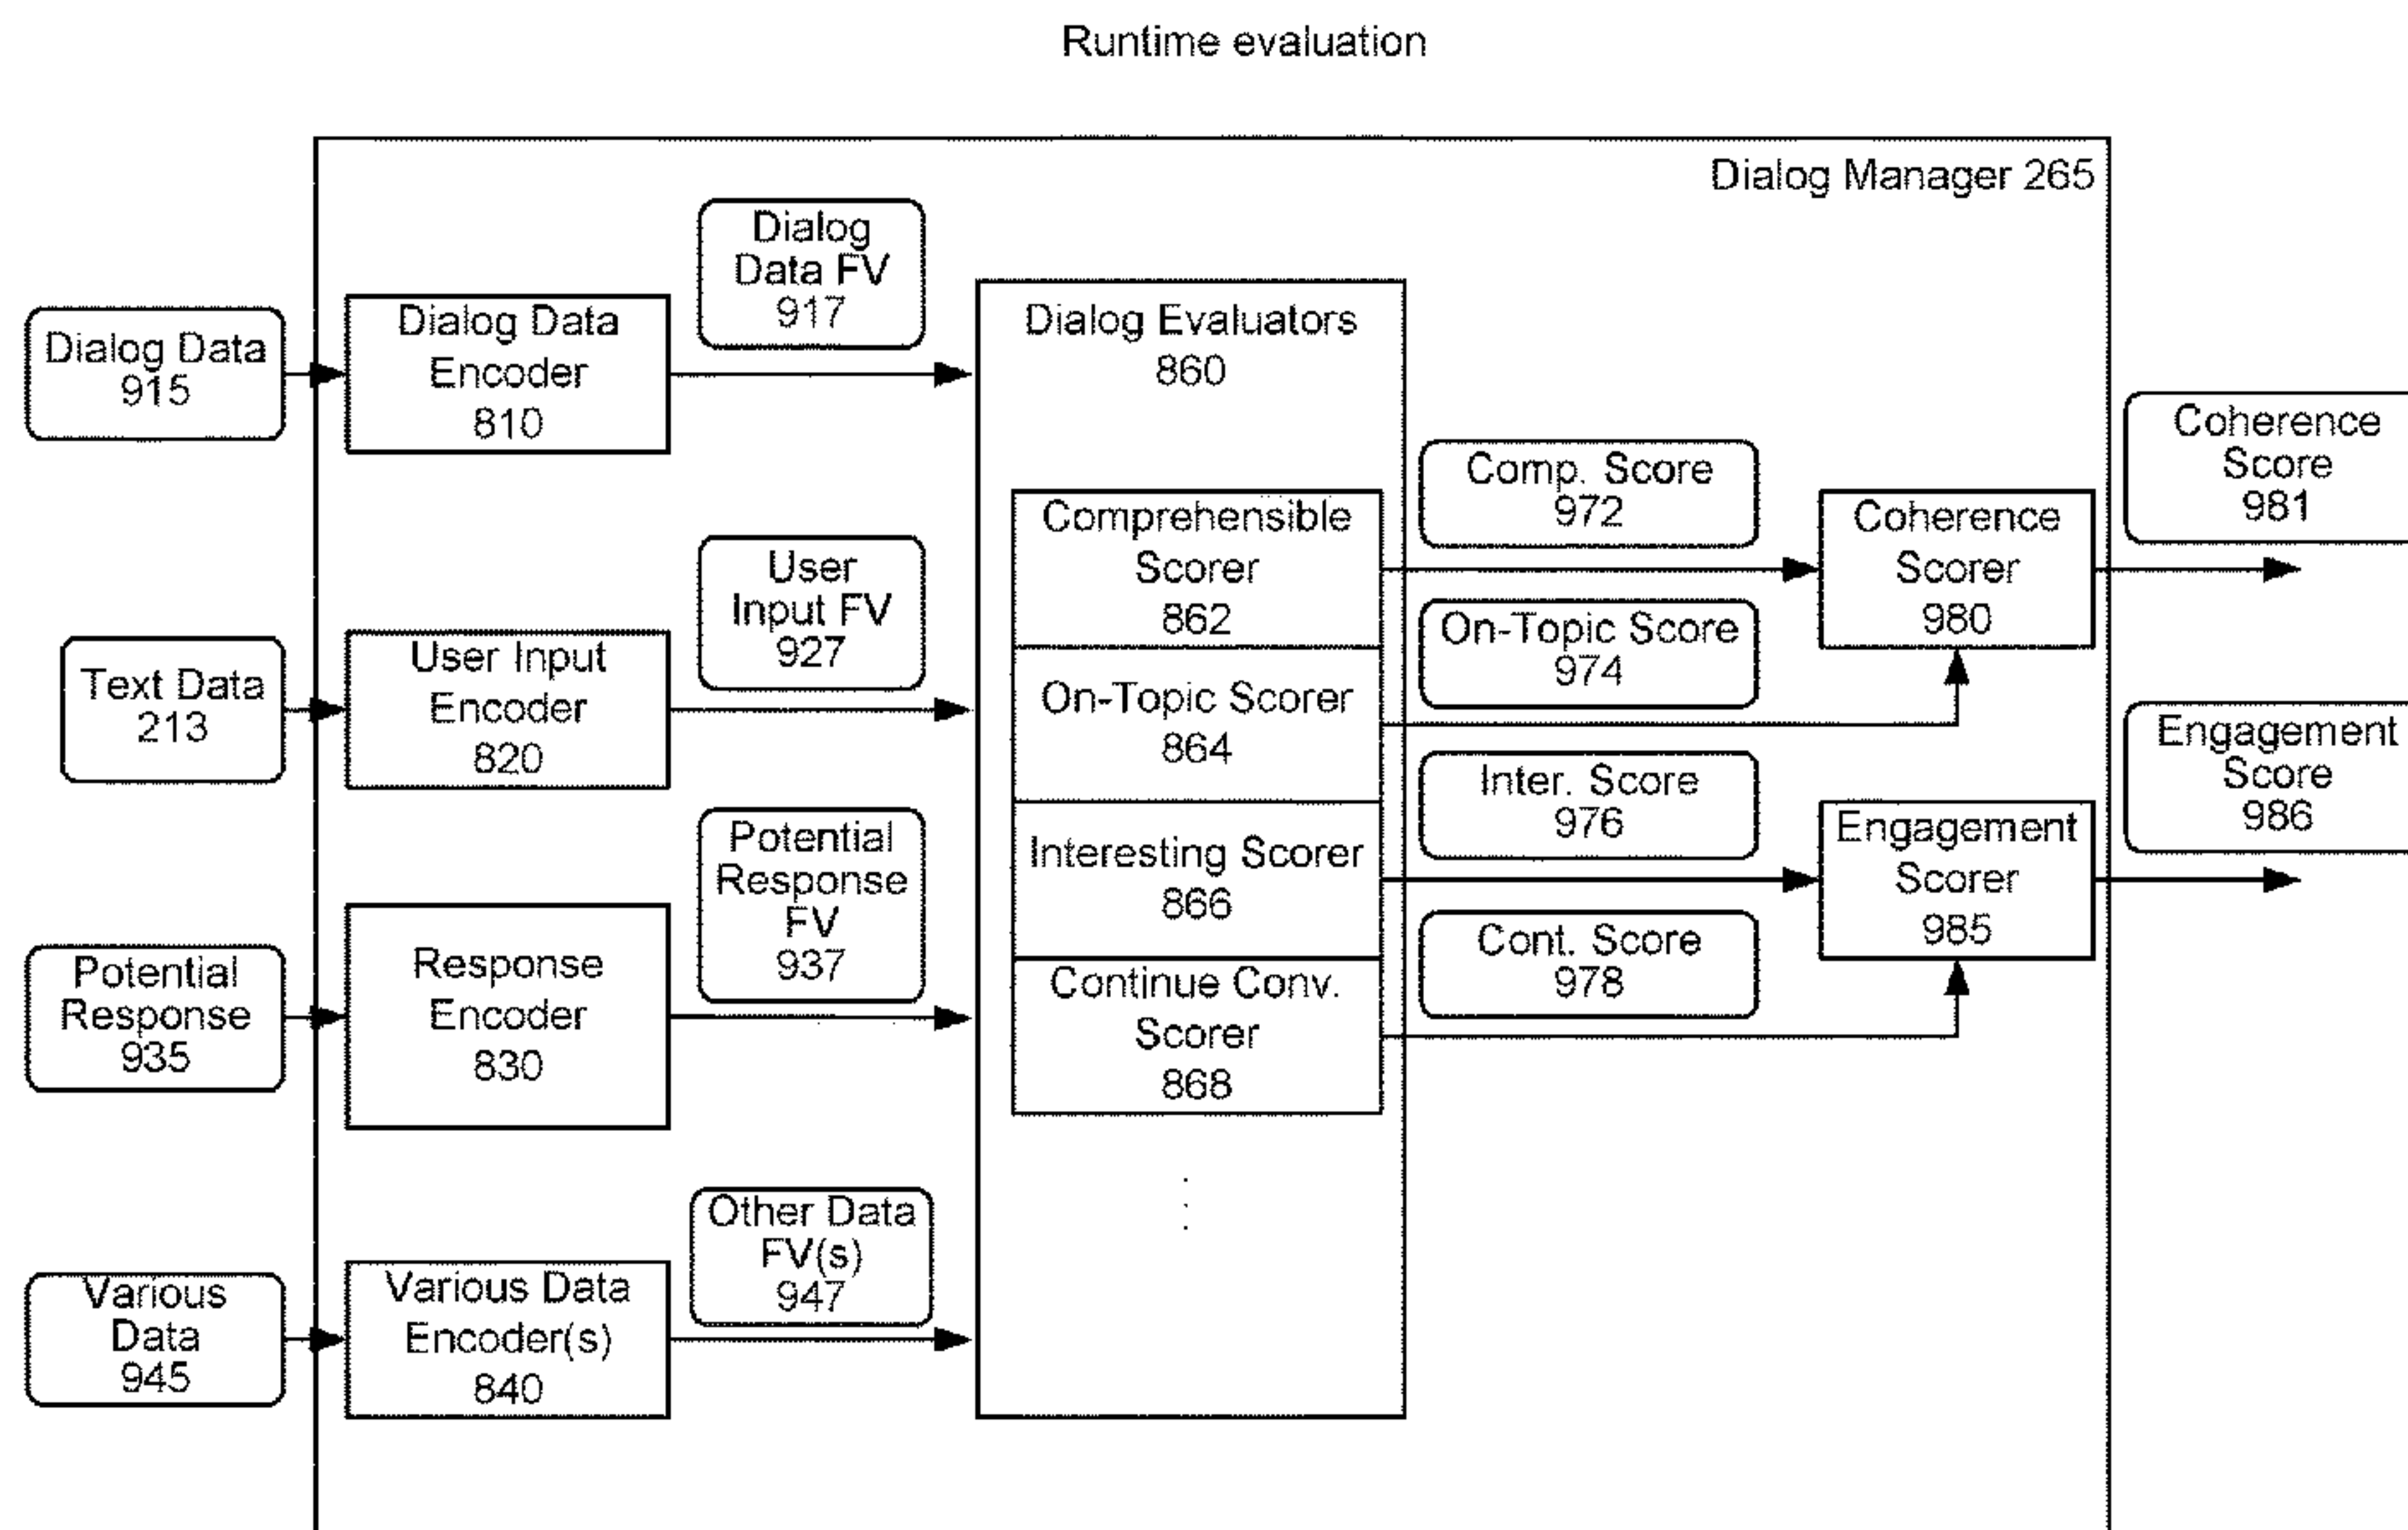 Runtime evaluation
Dialog Manager 265
Dialog Data
915
Dialog Data
Encoder
810
Dialog
Data FV
917
Text Data
213
User Input
Encoder
820
User
Input FV
927
Potential
Response
935
Response
Encoder
830
Potential
Response
FV
937
Various
Data
945
Various Data
Encoder(s)
840
Other Data
FV(s)
947
Dialog Evaluators
860
Comprehensible
Scorer
862
On-Topic Scorer
864
Interesting Scorer
866
Continue Conv.
Scorer
868
Comp. Score
972
On-Topic Score
974
Inter. Score
976
Cont. Score
978
Coherence
Scorer
980
Engagement
Scorer
985
Coherence
Score
981
Engagement
Score
986